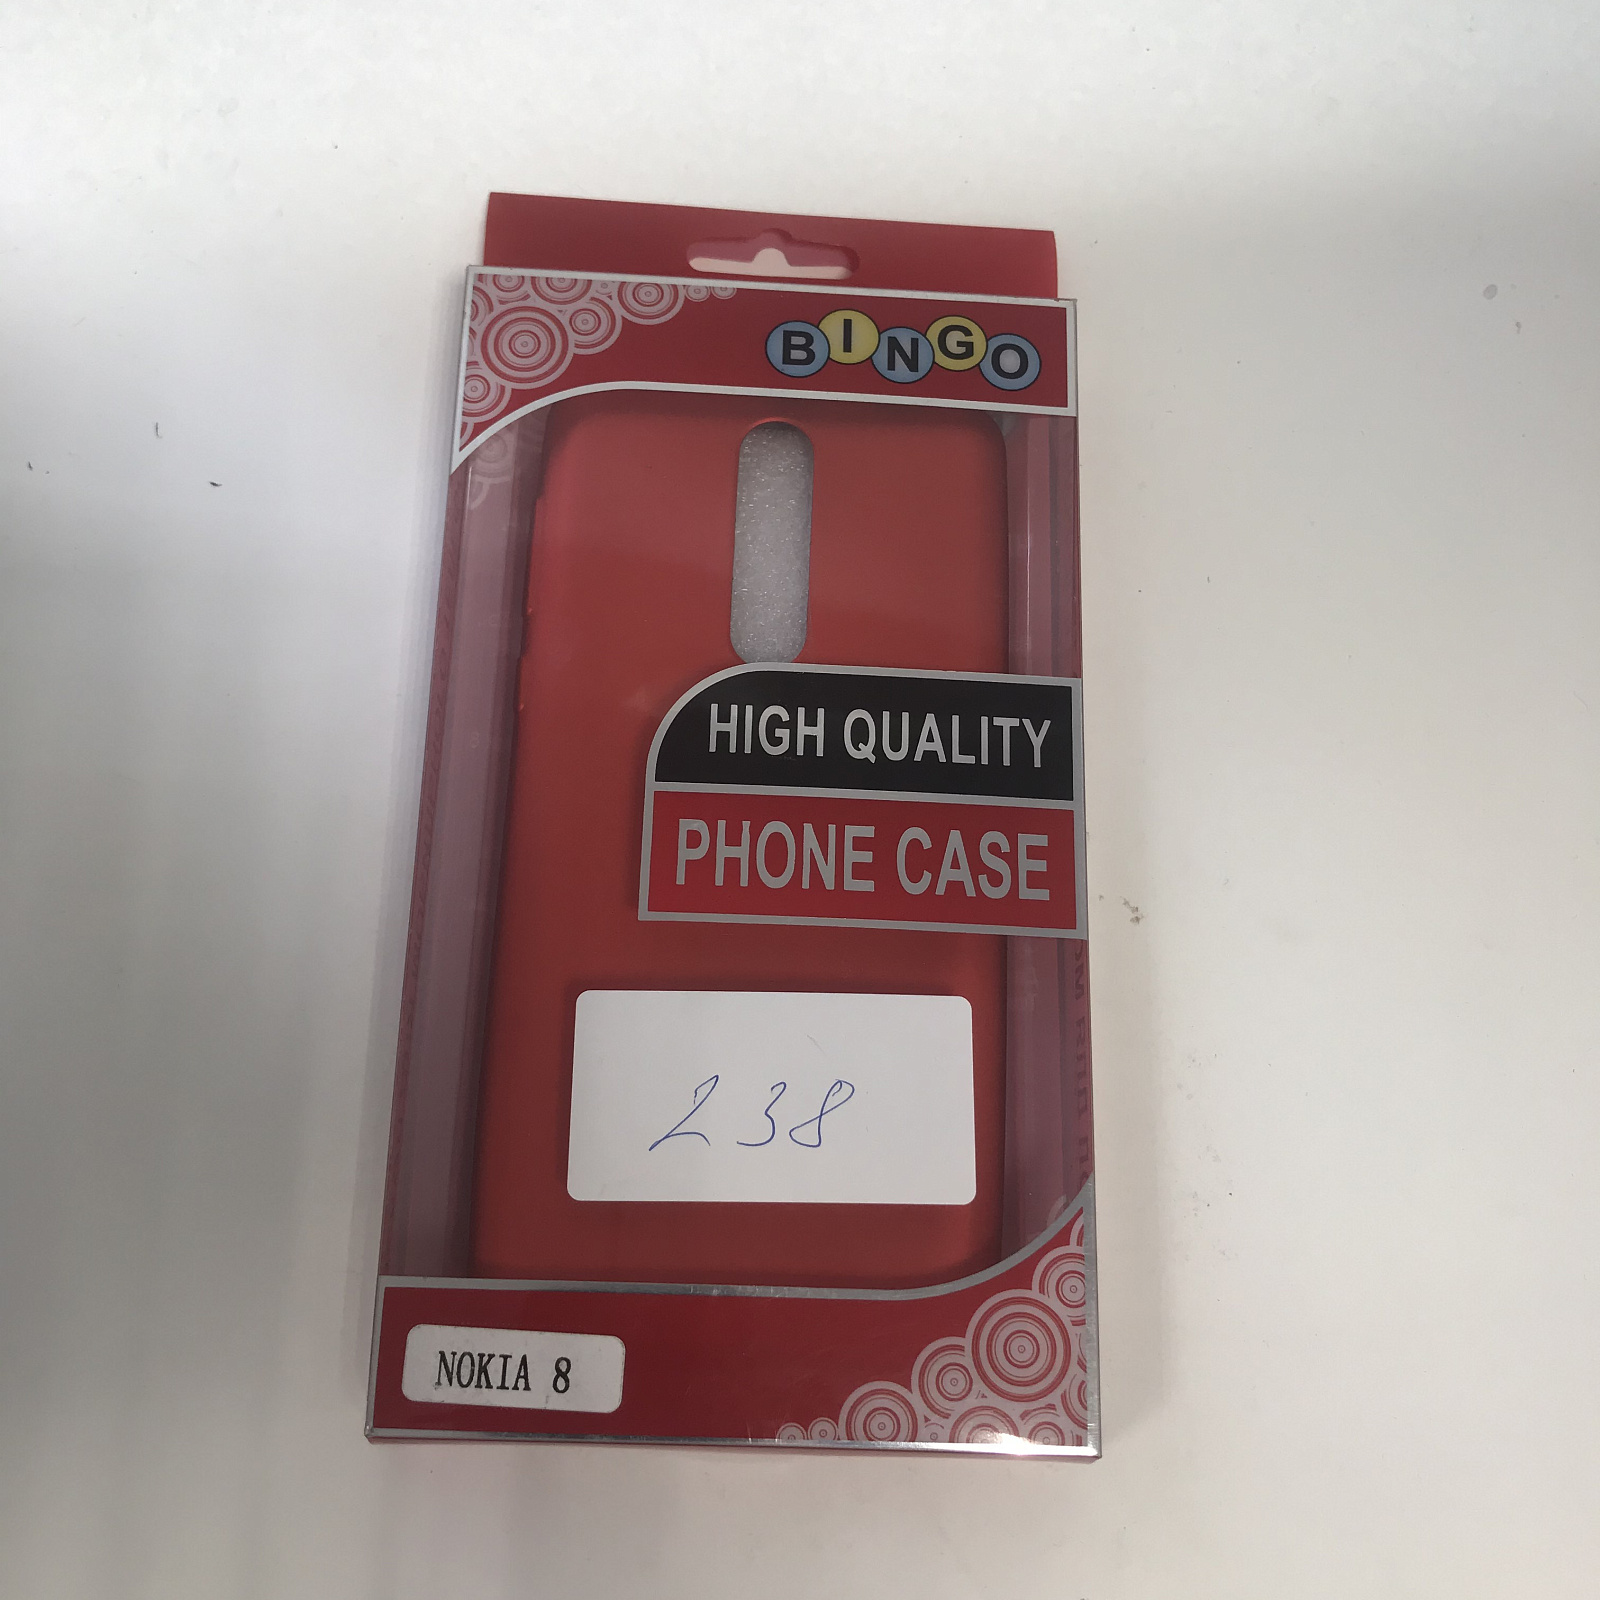 BINGO
HIGH QUALITY
PHONE CASE
238
NOKIA 8